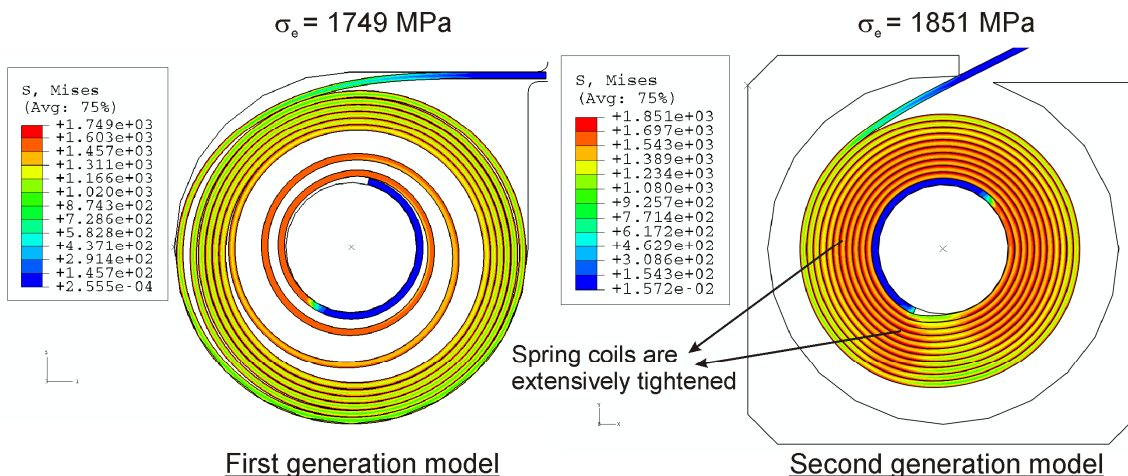 σe = 1749 MPa
σe = 1851 MPa
S, Mises
(Avg: 75%)
+1.749e+03
+1.603e+03
+1.457e+03
+1.311e+03
+1.166e+03
+1.020e+03
+8.743e+02
+7.286e+02
+5.828e+02
+4.371e+02
+2.914e+02
+1.457e+02
+2.555e-04
S, Mises
(Avg: 75%)
+1.851e+03
+1.697e+03
+1.543e+03
+1.389e+03
+1.234e+03
+1.080e+03
+9.257e+02
+7.714e+02
+6.172e+02
+4.629e+02
+3.086e+02
+1.543e+02
+1.572e-02
Spring coils are
extensively tightened
First generation model
Second generation model